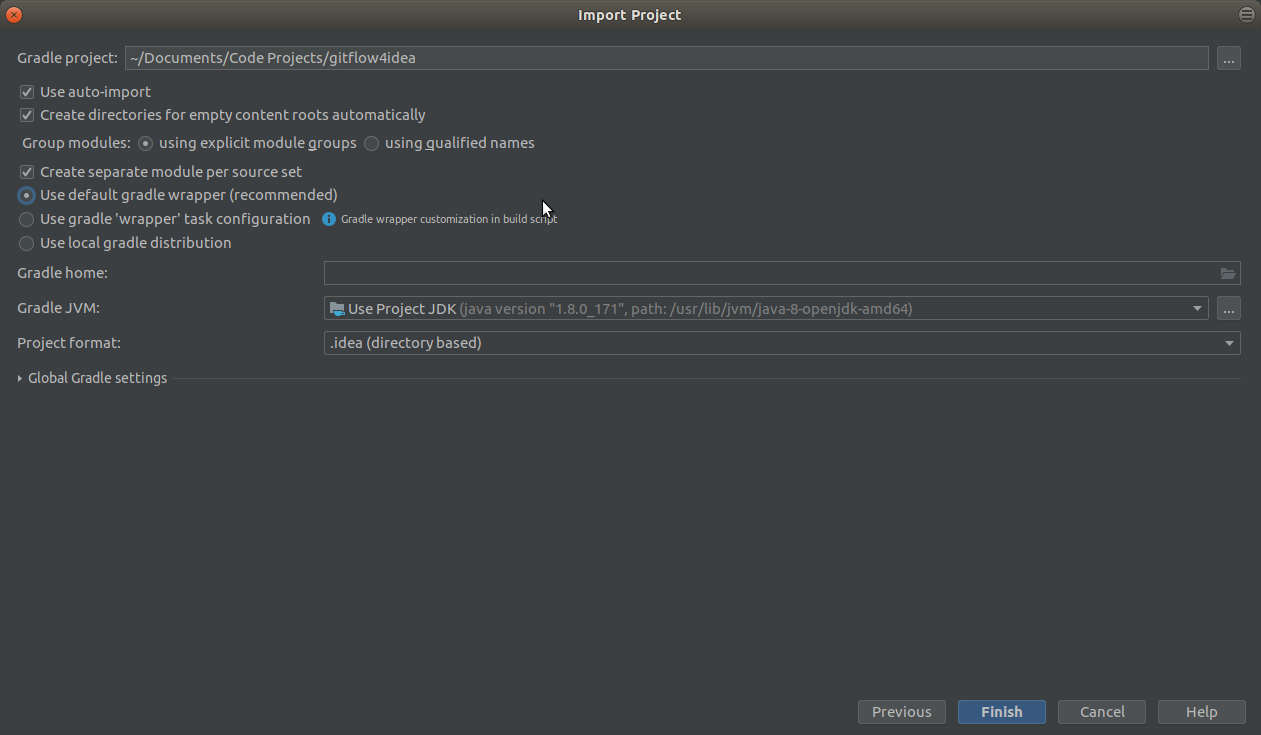 Import Project
Gradle project: ~/Documents/Code Projects/gitflow4idea ...
Use auto-import
Create directories for empty content roots automatically
Group modules: using explicit module groups using qualified names
Create separate module per source set
Use default gradle wrapper (recommended)
Use gradle 'wrapper' task configuration Gradle wrapper customization in build script
Use local gradle distribution
Gradle home:
Gradle JVM: Use Project JDK (java version "1.8.0_171", path: /usr/lib/jvm/java-8-openjdk-amd64) ...
Project format: .idea (directory based)
Global Gradle settings
Previous Finish Cancel Help